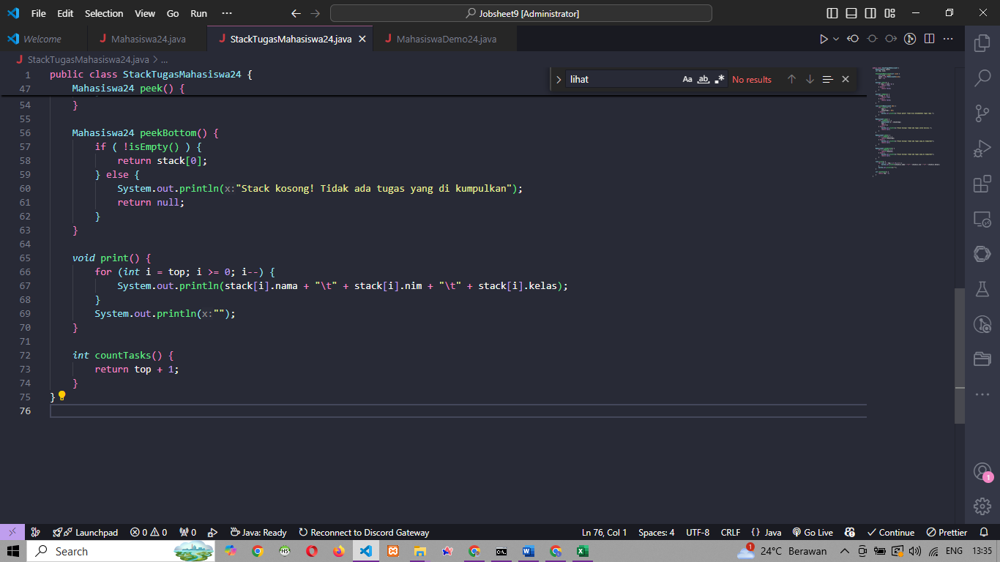 File Edit Selection View Go Run ··· Jobsheet9 [Administrator]
Welcome Mahasiswa24.java StackTugasMahasiswa24.java MahasiswaDemo24.java
StackTugasMahasiswa24.java > ...
lihat Aa ab .* No results
1 public class StackTugasMahasiswa24 {
47 Mahasiswa24 peek() {
54 }
55
56 Mahasiswa24 peekBottom() {
57 if ( !isEmpty() ) {
58 return stack[0];
59 } else {
60 System.out.println(x:"Stack kosong! Tidak ada tugas yang di kumpulkan");
61 return null;
62 }
63 }
64
65 void print() {
66 for (int i = top; i >= 0; i--) {
67 System.out.println(stack[i].nama + "\t" + stack[i].nim + "\t" + stack[i].kelas);
68 }
69 System.out.println(x:"");
70 }
71
72 int countTasks() {
73 return top + 1;
74 }
75 }
76
1
Launchpad 0 0 0 Java: Ready Reconnect to Discord Gateway Ln 76, Col 1 Spaces: 4 UTF-8 CRLF {} Java Go Live Continue Prettier
Search 1 24°C Berawan ENG 13:35